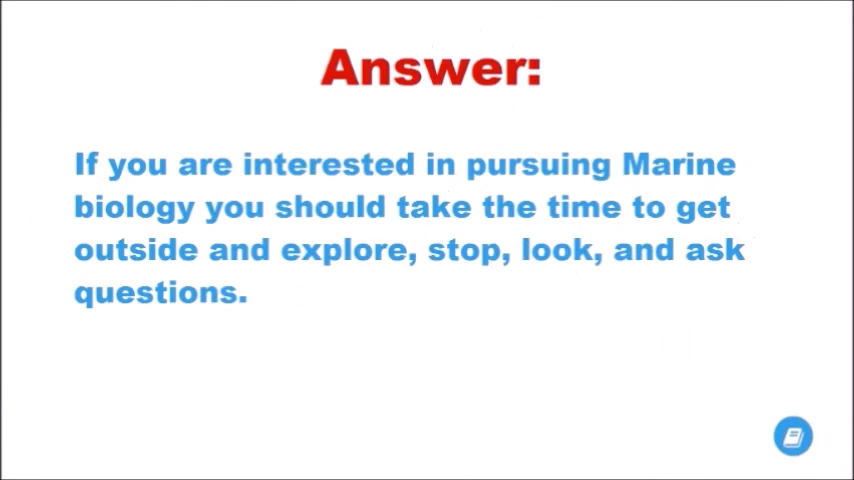 Answer:
If you are interested in pursuing Marine
biology you should take the time to get
outside and explore, stop, look, and ask
questions.